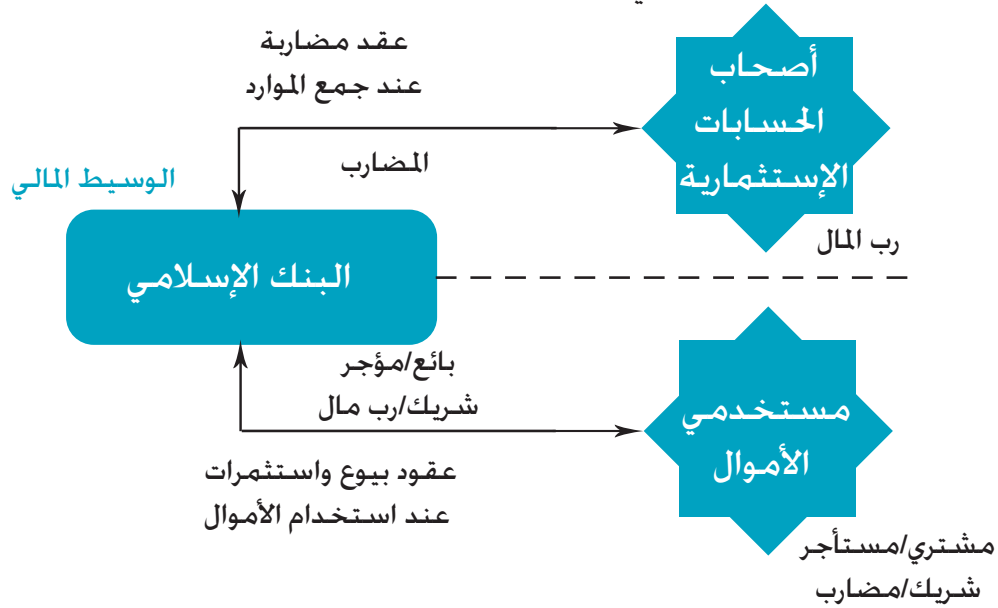 عقد مضاربة
عند جمع الموارد
أصحاب
الحسابات
الإستثمارية
المضارب
الوسيط المالي
رب المال
البنك الإسلامي
بائع/مؤجر
شريك/رب مال
مستخدمي
الأموال
عقود بيوع واستثمرات
عند استخدام الأموال
مشتري/مستأجر
شريك/مضارب